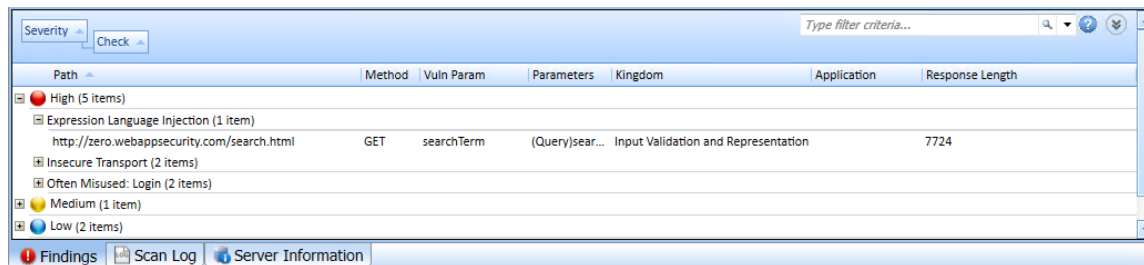 Severity
Check
Type filter criteria...
Path Method Vuln Param Parameters Kingdom Application Response Length
High (5 items)
Expression Language Injection (1 item)
http://zero.webappsecurity.com/search.html GET searchTerm (Query)sear... Input Validation and Representation 7724
Insecure Transport (2 items)
Often Misused: Login (2 items)
Medium (1 item)
Low (2 items)
Findings Scan Log Server Information